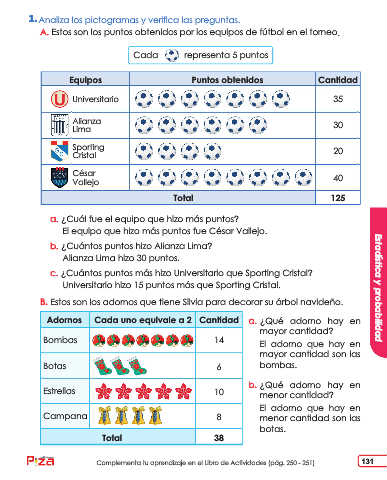 1. Analiza los pictogramas y verifica las preguntas.
A. Estos son los puntos obtenidos por los equipos de fútbol en el torneo.
Cada representa 5 puntos
Equipos Puntos obtenidos Cantidad
Universitario 35
Alianza
Lima 30
Sporting
Cristal 20
César
Vallejo 40
Total 125
a. ¿Cuál fue el equipo que hizo más puntos?
El equipo que hizo más puntos fue César Vallejo.
b. ¿Cuántos puntos hizo Alianza Lima?
Alianza Lima hizo 30 puntos.
c. ¿Cuántos puntos más hizo Universitario que Sporting Cristal?
Universitario hizo 15 puntos más que Sporting Cristal.
B. Estos son los adornos que tiene Silvia para decorar su árbol navideño.
Adornos Cada uno equivale a 2 Cantidad
Bombas 14
Botas 6
Estrellas 10
Campana 8
Total 38
a. ¿Qué adorno hay en
mayor cantidad?
El adorno que hay en
mayor cantidad son las
bombas.
b. ¿Qué adorno hay en
menor cantidad?
El adorno que hay en
menor cantidad son las
botas.
Estadística y probabilidad
Complementa tu aprendizaje en el Libro de Actividades (pág. 250 - 251)
131